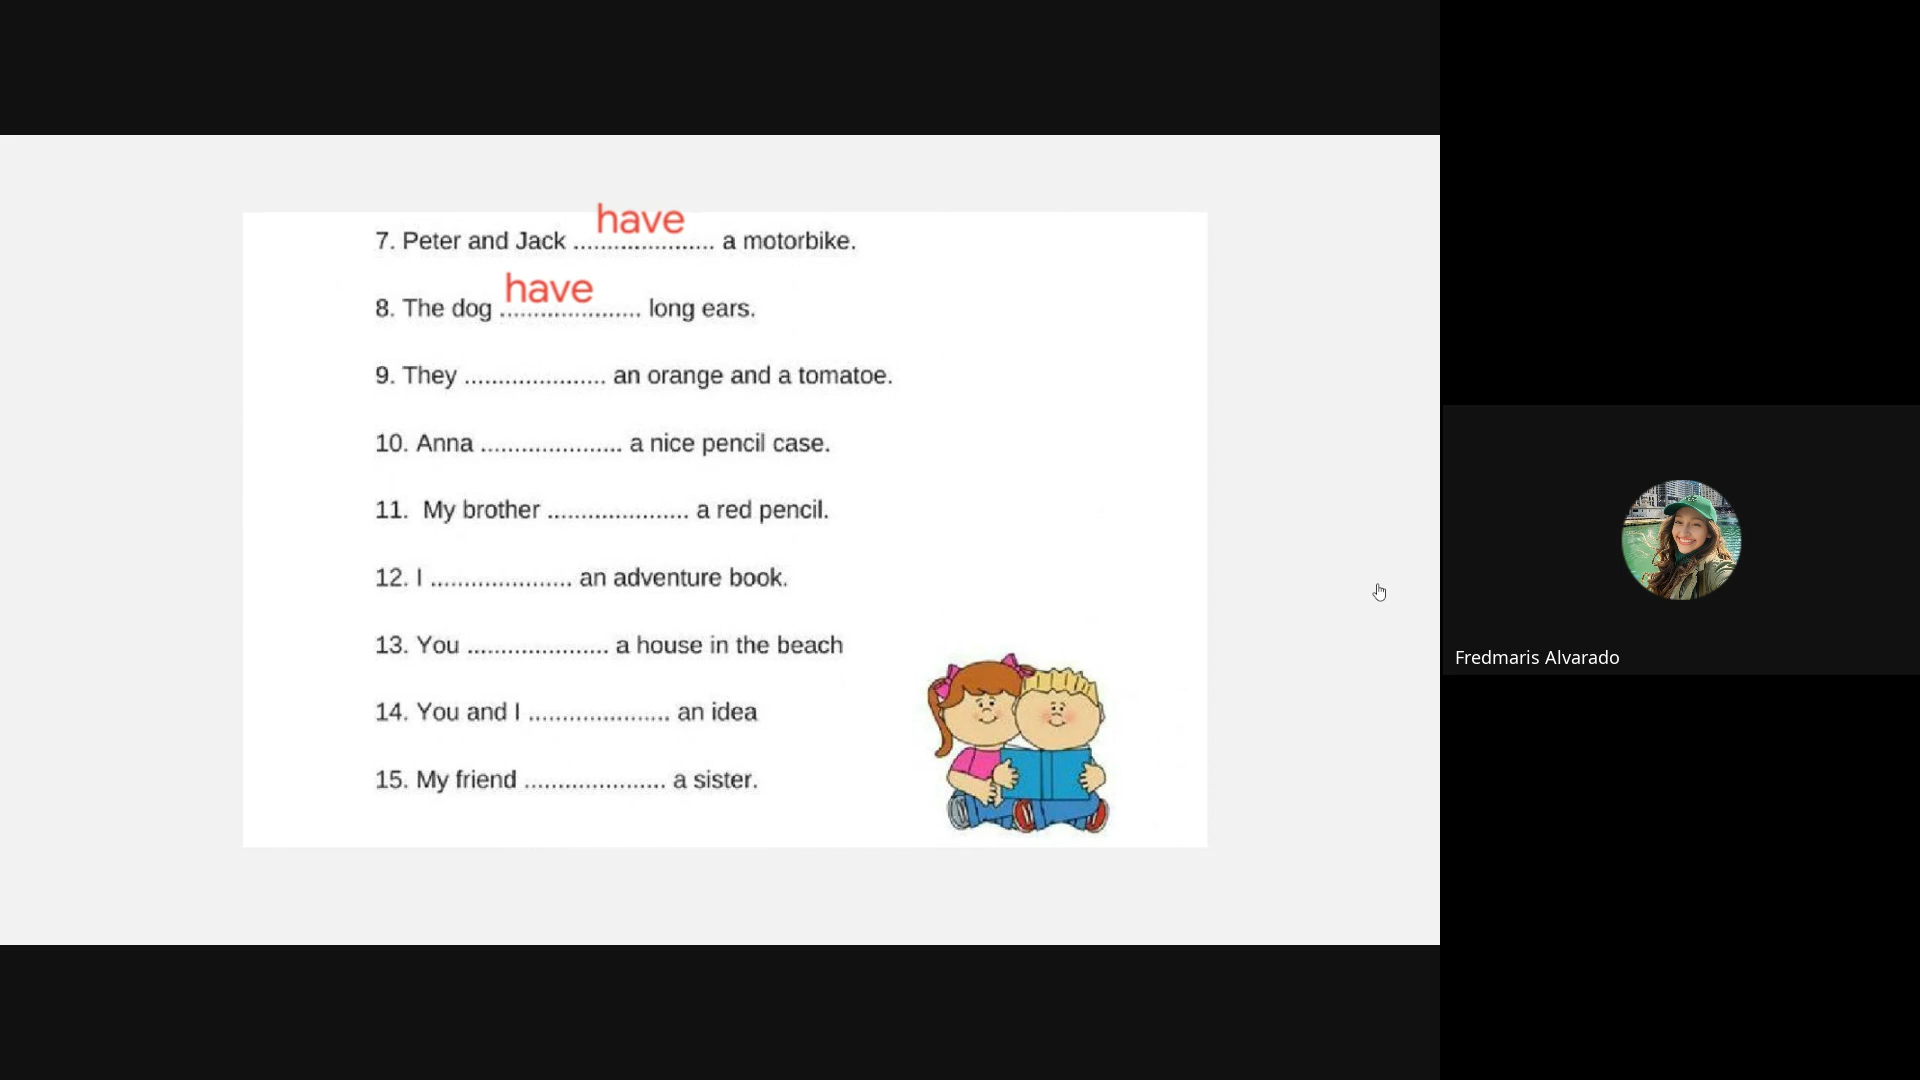 have
7. Peter and Jack ..................... a motorbike.
have
8. The dog ..................... long ears.
9. They ..................... an orange and a tomatoe.
10. Anna ..................... a nice pencil case.
11. My brother ..................... a red pencil.
12. I ..................... an adventure book.
13. You ..................... a house in the beach
14. You and I ..................... an idea
15. My friend ..................... a sister.
Fredmaris Alvarado